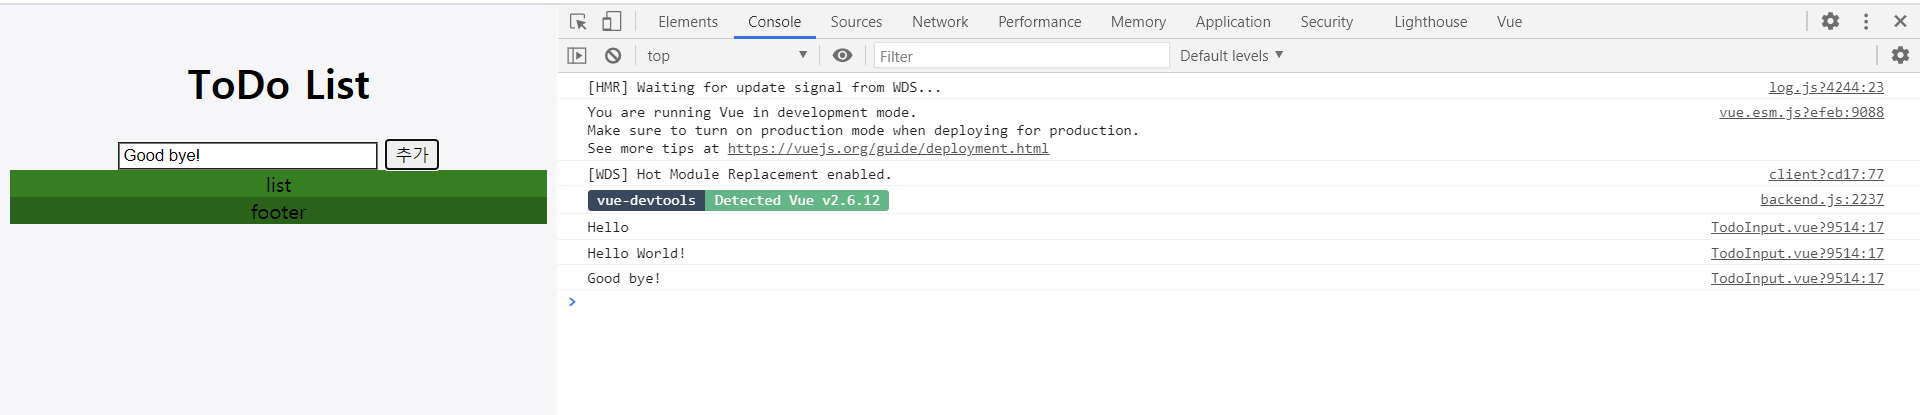 ToDo List
Good bye! 추가
list
footer
Elements Console Sources Network Performance Memory Application Security Lighthouse Vue
top Filter Default levels
[HMR] Waiting for update signal from WDS... log.js?4244:23
You are running Vue in development mode. vue.esm.js?efeb:9088
Make sure to turn on production mode when deploying for production.
See more tips at https://vuejs.org/guide/deployment.html
[WDS] Hot Module Replacement enabled. client?cd17:77
vue-devtools Detected Vue v2.6.12 backend.js:2237
Hello TodoInput.vue?9514:17
Hello World! TodoInput.vue?9514:17
Good bye! TodoInput.vue?9514:17